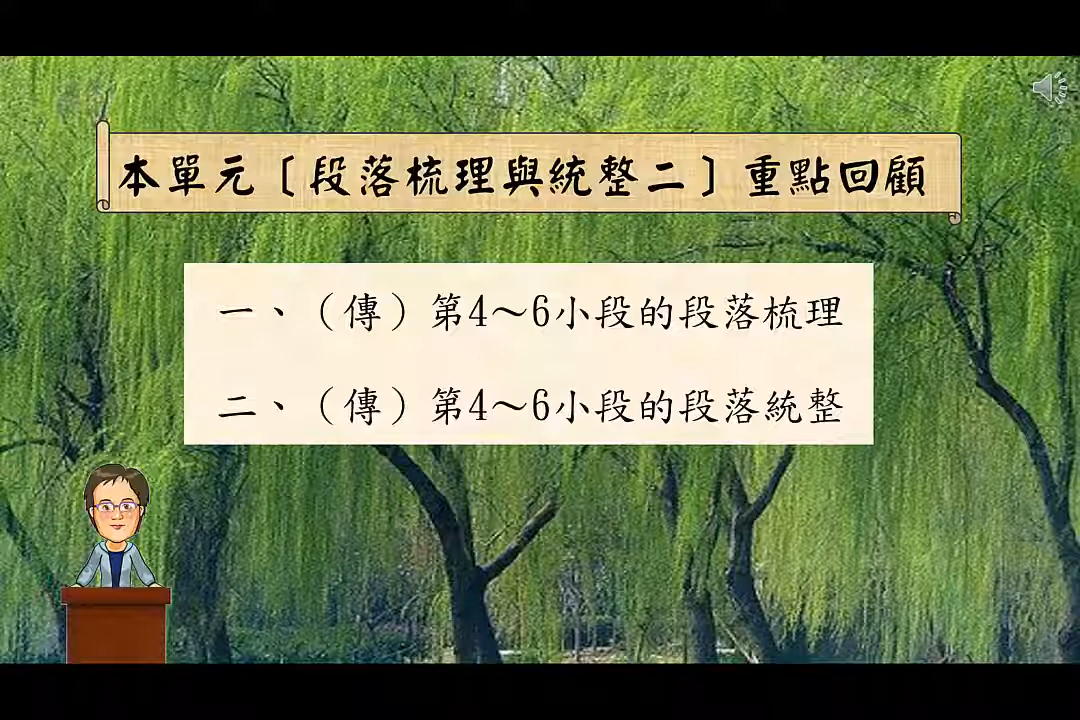 本單元〔段落梳理與統整二〕重點回顧
一、（傳）第4～6小段的段落梳理
二、（傳）第4～6小段的段落統整